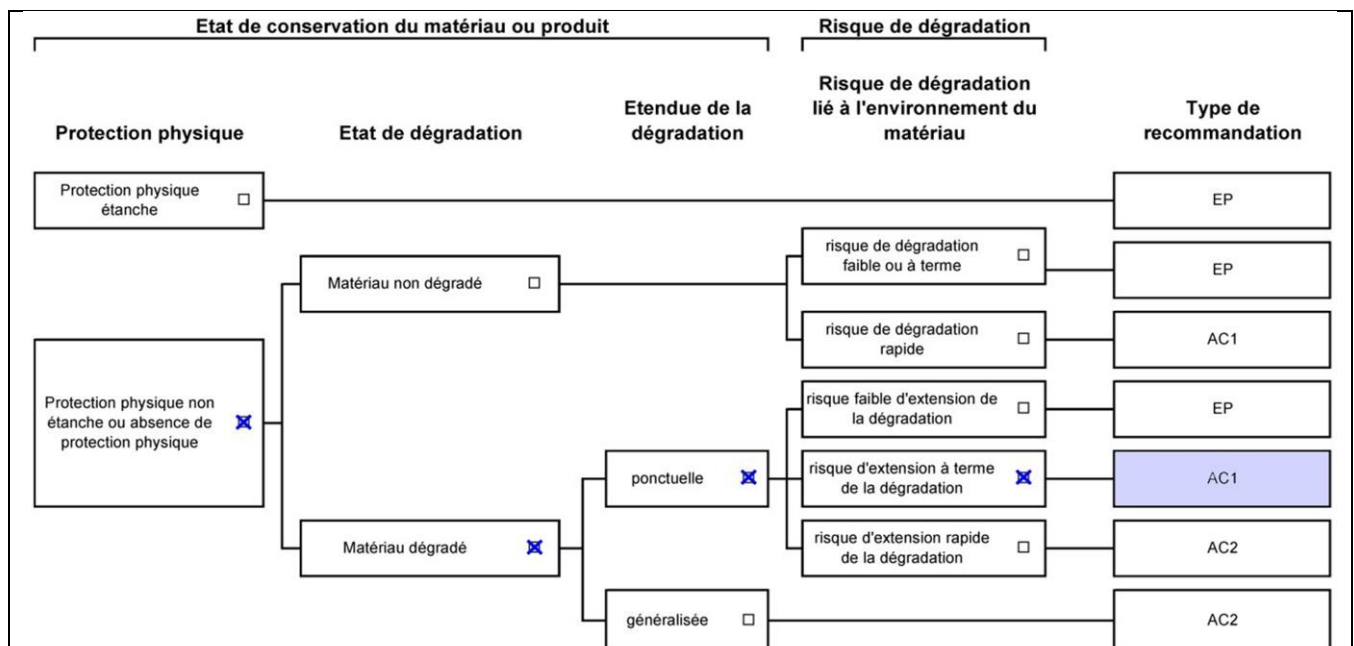 Etat de conservation du matériau ou produit
Risque de dégradation
Protection physique
Etat de dégradation
Etendue de la
dégradation
Risque de dégradation
lié à l'environnement du
matériau
Type de
recommandation
Protection physique
étanche
EP
Matériau non dégradé
risque de dégradation
faible ou à terme
EP
risque de dégradation
rapide
AC1
Protection physique non
étanche ou absence de
protection physique
risque faible d'extension de
la dégradation
EP
ponctuelle
risque d'extension à terme
de la dégradation
AC1
Matériau dégradé
risque d'extension rapide
de la dégradation
AC2
généralisée
AC2